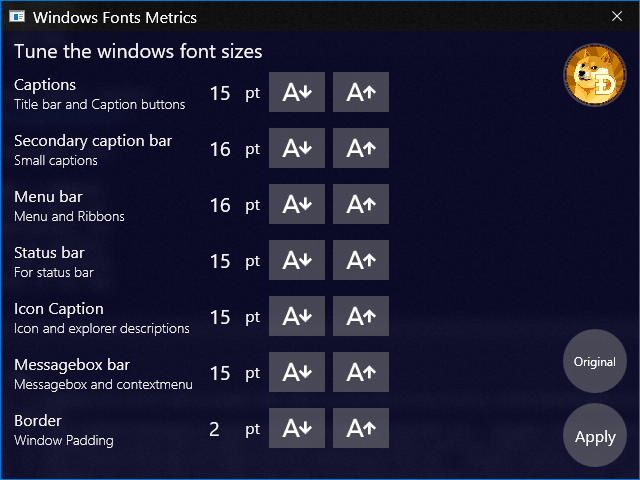 Windows Fonts Metrics
Tune the windows font sizes
Captions
Title bar and Caption buttons
15 pt A A
Secondary caption bar
Small captions
16 pt A A
Menu bar
Menu and Ribbons
16 pt A A
Status bar
For status bar
15 pt A A
Icon Caption
Icon and explorer descriptions
15 pt A A
Messagebox bar
Messagebox and contextmenu
15 pt A A
Border
Window Padding
2 pt A A
Original
Apply